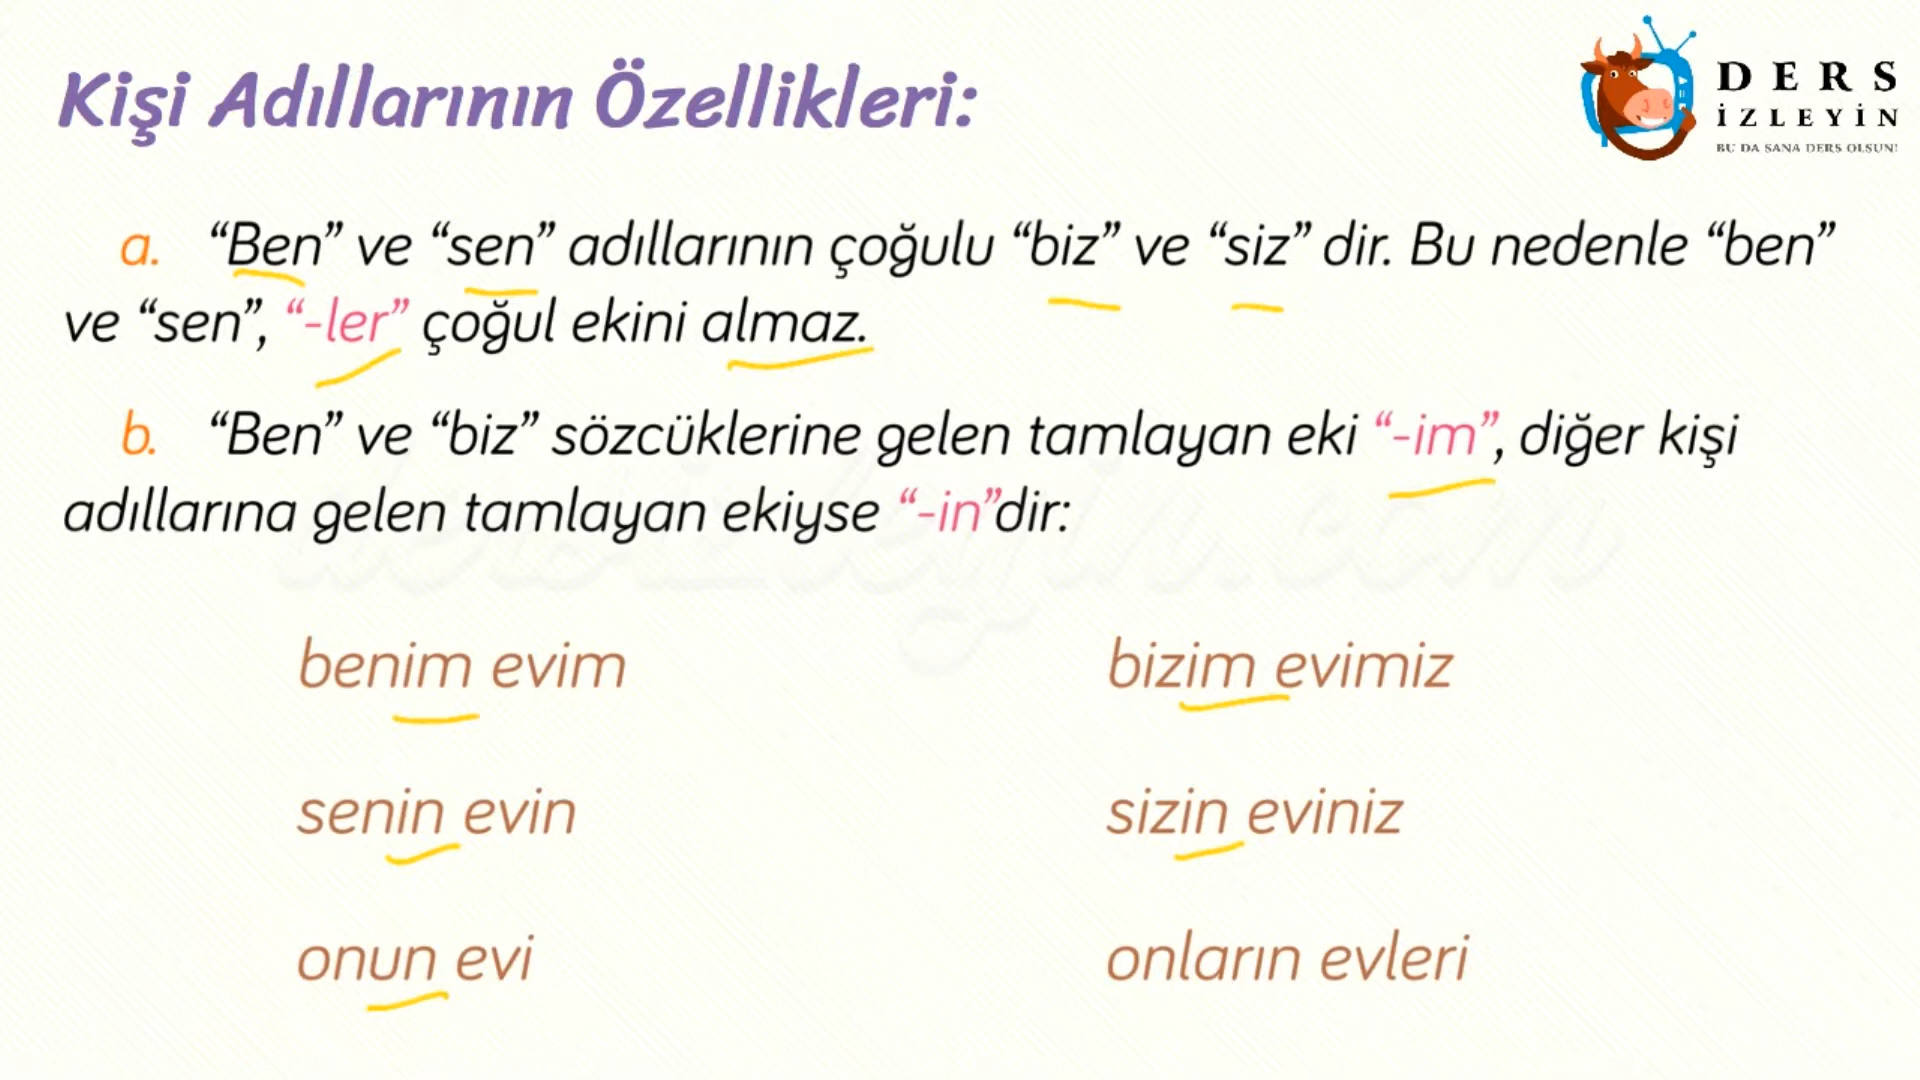 Kişi Adıllarının Özellikleri:
DERS
İZLEYİN
BU DA SANA DERS OLSUN!
a. “Ben” ve “sen” adıllarının çoğulu “biz” ve “siz” dir. Bu nedenle “ben”
ve “sen”, “-ler” çoğul ekini almaz.
b. “Ben” ve “biz” sözcüklerine gelen tamlayan eki “-im”, diğer kişi
adıllarına gelen tamlayan ekiyse “-in”dir:
dersizleyin.com
benim evim
bizim evimiz
senin evin
sizin eviniz
onun evi
onların evleri